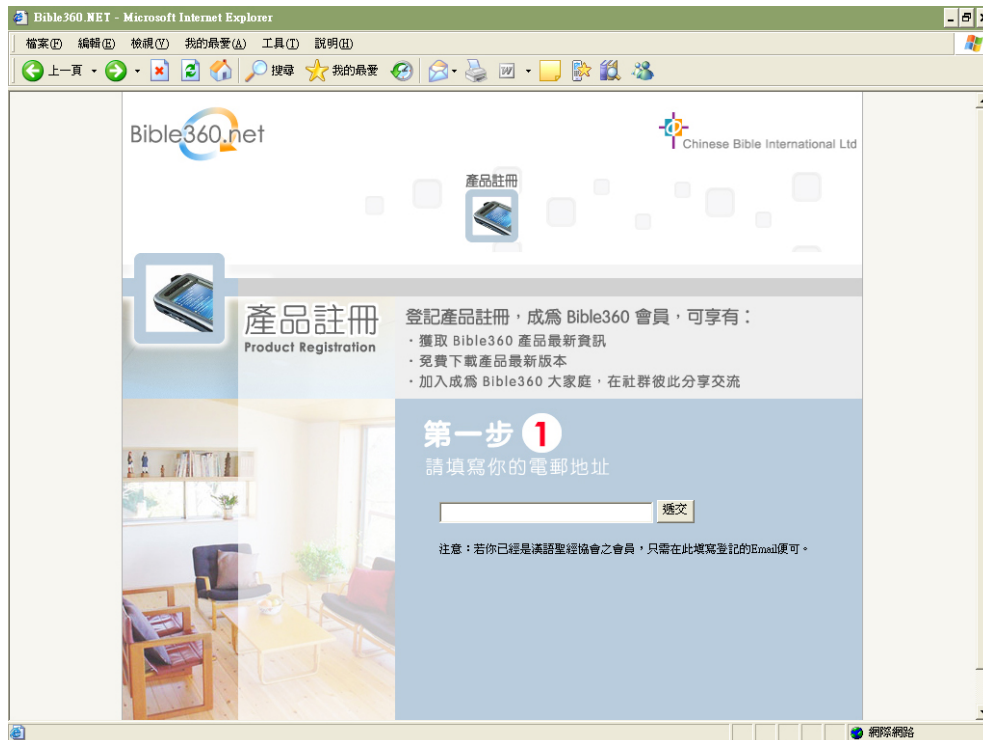 Bible360.NET - Microsoft Internet Explorer
檔案(F) 編輯(E) 檢視(V) 我的最愛(A) 工具(T) 說明(H)
上一頁 搜尋 我的最愛
Bible360.net
Chinese Bible International Ltd
產品註冊
產品註冊
Product Registration
登記產品註冊，成為 Bible360 會員，可享有：
· 獲取 Bible360 產品最新資訊
· 免費下載產品最新版本
· 加入成為 Bible360 大家庭，在社群彼此分享交流
第一步 1
請填寫你的電郵地址
遞交
注意：若你已經是漢語聖經協會之會員，只需在此填寫登記的Email便可。
網際網路